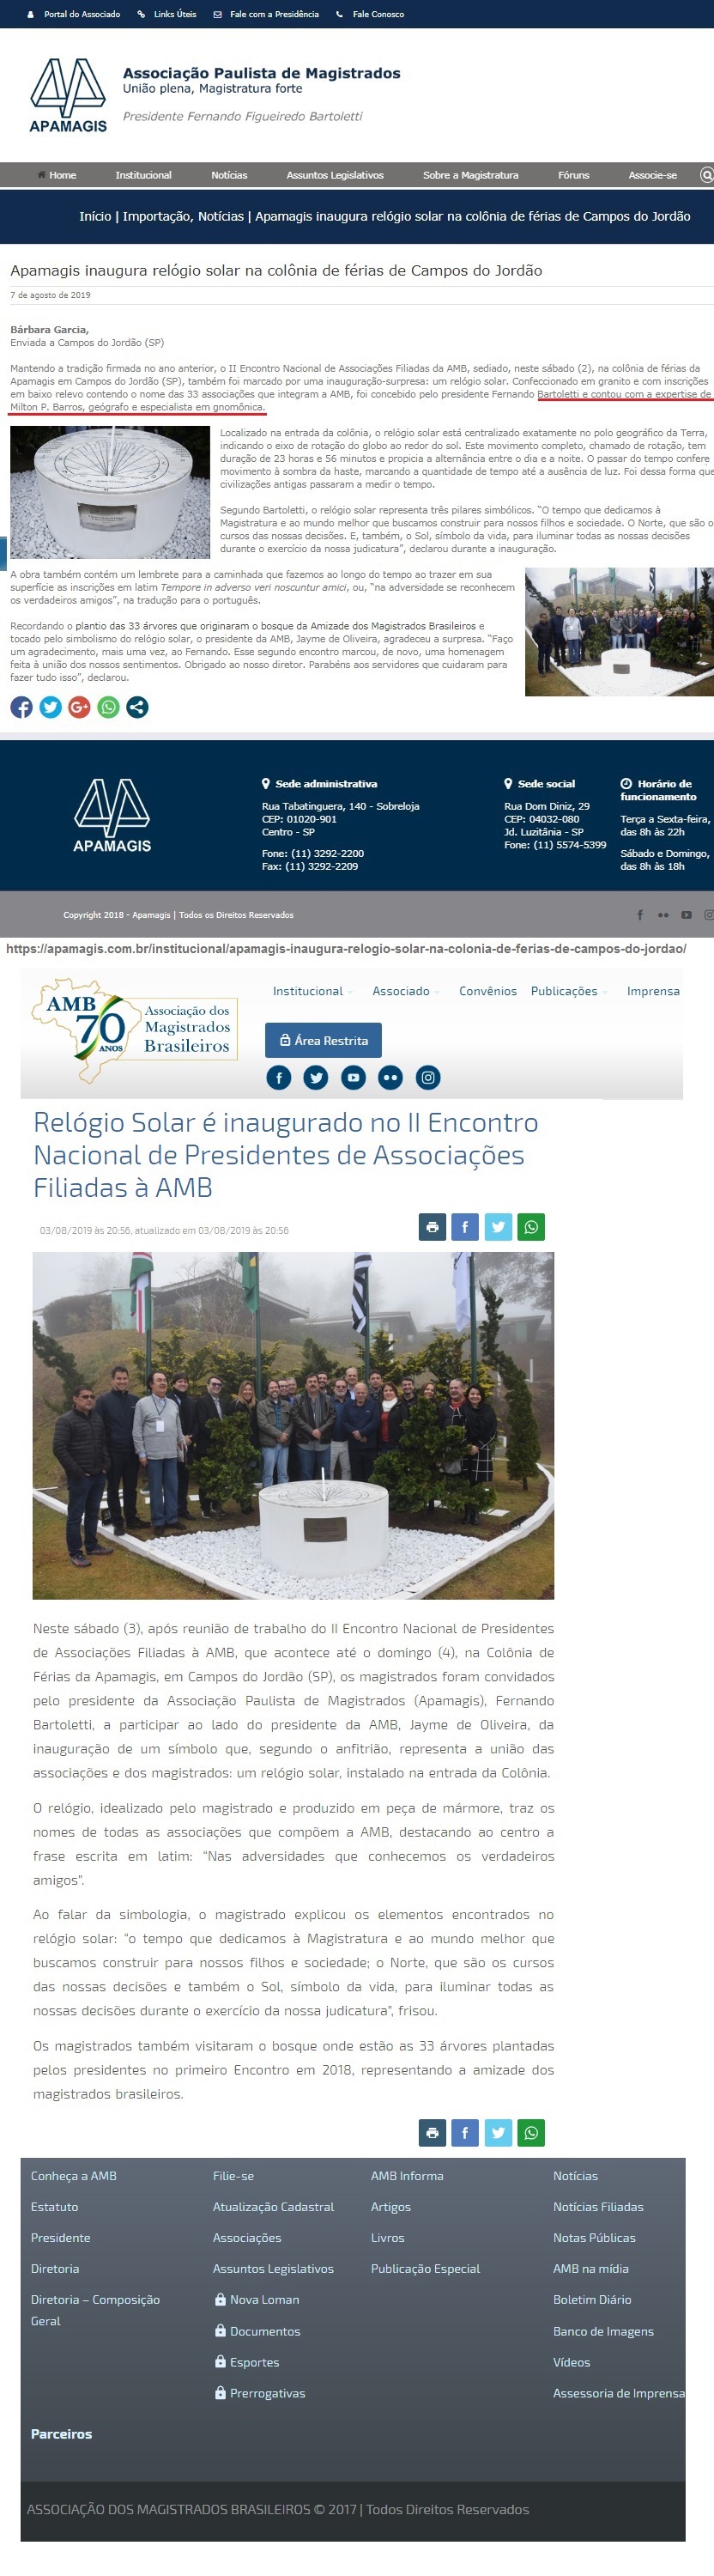 Portal do Associado Links Úteis Fale com a Presidência Fale Conosco
APAMAGIS
Associação Paulista de Magistrados
União plena, Magistratura forte
Presidente Fernando Figueiredo Bartoletti
Home Institucional Notícias Assuntos Legislativos Sobre a Magistratura Fóruns Associe-se
Início | Importação, Notícias | Apamagis inaugura relógio solar na colônia de férias de Campos do Jordão
Apamagis inaugura relógio solar na colônia de férias de Campos do Jordão
7 de agosto de 2019
Bárbara Garcia,
Enviada a Campos do Jordão (SP)
Mantendo a tradição firmada no ano anterior, o II Encontro Nacional de Associações Filiadas da AMB, sediado, neste sábado (2), na colônia de férias da
Apamagis em Campos do Jordão (SP), também foi marcado por uma inauguração-surpresa: um relógio solar. Confeccionado em granito e com inscrições
em baixo relevo contendo o nome das 33 associações que integram a AMB, foi concebido pelo presidente Fernando Bartoletti e contou com a expertise de
Milton P. Barros, geógrafo e especialista em gnomônica.
Localizado na entrada da colônia, o relógio solar está centralizado exatamente no polo geográfico da Terra,
indicando o eixo de rotação do globo ao redor do sol. Este movimento completo, chamado de rotação, tem
duração de 23 horas e 56 minutos e propicia a alternância entre o dia e a noite. O passar do tempo confere
movimento à sombra da haste, marcando a quantidade de tempo até a ausência de luz. Foi dessa forma que
civilizações antigas passaram a medir o tempo.
Segundo Bartoletti, o relógio solar representa três pilares simbólicos. “O tempo que dedicamos à
Magistratura e ao mundo melhor que buscamos construir para nossos filhos e sociedade. O Norte, que são o
cursos das nossas decisões. E, também, o Sol, símbolo da vida, para iluminar todas as nossas decisões
durante o exercício da nossa judicatura”, declarou durante a inauguração.
A obra também contém um lembrete para a caminhada que fazemos ao longo do tempo ao trazer em sua
superfície as inscrições em latim Tempore in adverso veri noscuntur amici, ou, “na adversidade se reconhecem
os verdadeiros amigos”, na tradução para o português.
Recordando o plantio das 33 árvores que originaram o bosque da Amizade dos Magistrados Brasileiros e
tocado pelo simbolismo do relógio solar, o presidente da AMB, Jayme de Oliveira, agradeceu a surpresa. “Faço
um agradecimento, mais uma vez, ao Fernando. Esse segundo encontro marcou, de novo, uma homenagem
feita à união dos nossos sentimentos. Obrigado ao nosso diretor. Parabéns aos servidores que cuidaram para
fazer tudo isso”, declarou.
APAMAGIS
Sede administrativa
Rua Tabatinguera, 140 - Sobreloja
CEP: 01020-901
Centro - SP
Fone: (11) 3292-2200
Fax: (11) 3292-2209
Sede social
Rua Dom Diniz, 29
CEP: 04032-080
Jd. Luzitânia - SP
Fone: (11) 5574-5399
Horário de
funcionamento
Terça a Sexta-feira,
das 8h às 22h
Sábado e Domingo,
das 8h às 18h
Copyright 2018 - Apamagis | Todos os Direitos Reservados
https://apamagis.com.br/institucional/apamagis-inaugura-relogio-solar-na-colonia-de-ferias-de-campos-do-jordao/
AMB
70
ANOS
Associação dos
Magistrados
Brasileiros
Institucional Associado Convênios Publicações Imprensa
Área Restrita
Relógio Solar é inaugurado no II Encontro
Nacional de Presidentes de Associações
Filiadas à AMB
03/08/2019 às 20:56, atualizado em 03/08/2019 às 20:56
Neste sábado (3), após reunião de trabalho do II Encontro Nacional de Presidentes
de Associações Filiadas à AMB, que acontece até o domingo (4), na Colônia de
Férias da Apamagis, em Campos do Jordão (SP), os magistrados foram convidados
pelo presidente da Associação Paulista de Magistrados (Apamagis), Fernando
Bartoletti, a participar ao lado do presidente da AMB, Jayme de Oliveira, da
inauguração de um símbolo que, segundo o anfitrião, representa a união das
associações e dos magistrados: um relógio solar, instalado na entrada da Colônia.
O relógio, idealizado pelo magistrado e produzido em peça de mármore, traz os
nomes de todas as associações que compõem a AMB, destacando ao centro a
frase escrita em latim: “Nas adversidades que conhecemos os verdadeiros
amigos”.
Ao falar da simbologia, o magistrado explicou os elementos encontrados no
relógio solar: “o tempo que dedicamos à Magistratura e ao mundo melhor que
buscamos construir para nossos filhos e sociedade; o Norte, que são os cursos
das nossas decisões e também o Sol, símbolo da vida, para iluminar todas as
nossas decisões durante o exercício da nossa judicatura”, frisou.
Os magistrados também visitaram o bosque onde estão as 33 árvores plantadas
pelos presidentes no primeiro Encontro em 2018, representando a amizade dos
magistrados brasileiros.
Conheça a AMB
Estatuto
Presidente
Diretoria
Diretoria – Composição
Geral
Filie-se
Atualização Cadastral
Associações
Assuntos Legislativos
Nova Loman
Documentos
Esportes
Prerrogativas
AMB Informa
Artigos
Livros
Publicação Especial
Notícias
Notícias Filiadas
Notas Públicas
AMB na mídia
Boletim Diário
Banco de Imagens
Vídeos
Assessoria de Imprensa
Parceiros
ASSOCIAÇÃO DOS MAGISTRADOS BRASILEIROS © 2017 | Todos Direitos Reservados